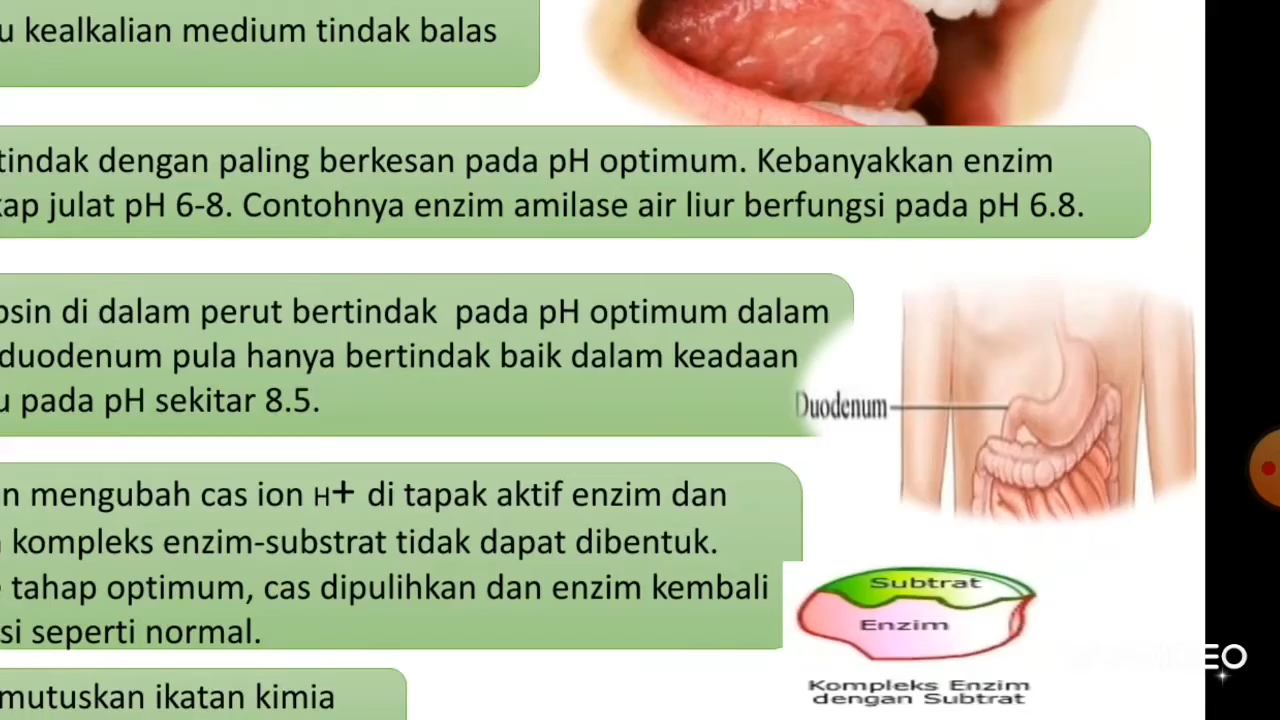 u kealkalian medium tindak balas
tindak dengan paling berkesan pada pH optimum. Kebanyakkan enzim
kap julat pH 6-8. Contohnya enzim amilase air liur berfungsi pada pH 6.8.
psin di dalam perut bertindak pada pH optimum dalam
duodenum pula hanya bertindak baik dalam keadaan
u pada pH sekitar 8.5.
Duodenum
n mengubah cas ion H+ di tapak aktif enzim dan
kompleks enzim-substrat tidak dapat dibentuk.
tahap optimum, cas dipulihkan dan enzim kembali
si seperti normal.
Subtrat
Enzim
Kompleks Enzim
dengan Subtrat
EO
mutuskan ikatan kimia